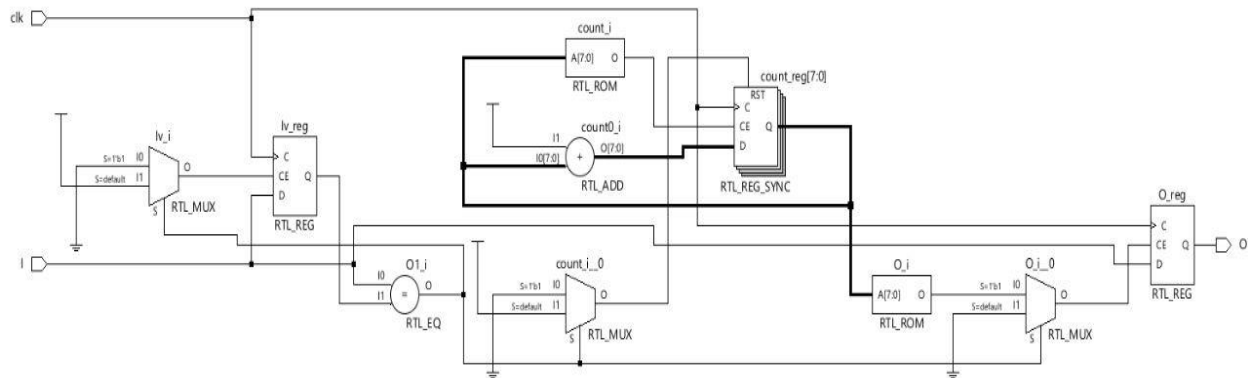 clk
count_i
A[7:0] O
RTL_ROM
count_reg[7:0]
RST
C
CE Q
D
RTL_REG_SYNC
count0_i
I1
I0[7:0] O[7:0]
+
RTL_ADD
lv_i
S=1'b1 I0
S=default I1
O
S
RTL_MUX
lv_reg
C
CE Q
D
RTL_REG
I
O1_i
I0
I1
=
O
RTL_EQ
count_i__0
S=1'b1 I0
S=default I1
O
S
RTL_MUX
O_i
A[7:0] O
RTL_ROM
O_i__0
S=1'b1 I0
S=default I1
O
S
RTL_MUX
O_reg
C
CE Q
D
RTL_REG
O